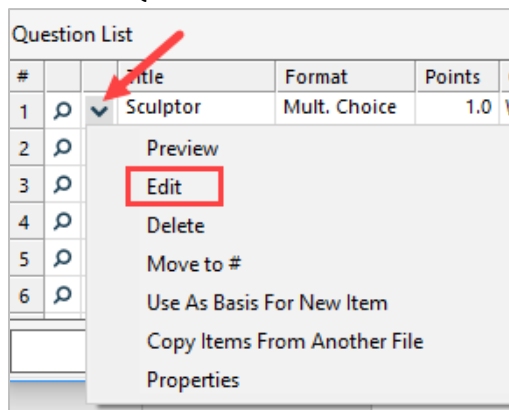 Question List
# Title Format Points
1 Sculptor Mult. Choice 1.0
2 Preview
3 Edit
4 Delete
5 Move to #
6 Use As Basis For New Item
Copy Items From Another File
Properties